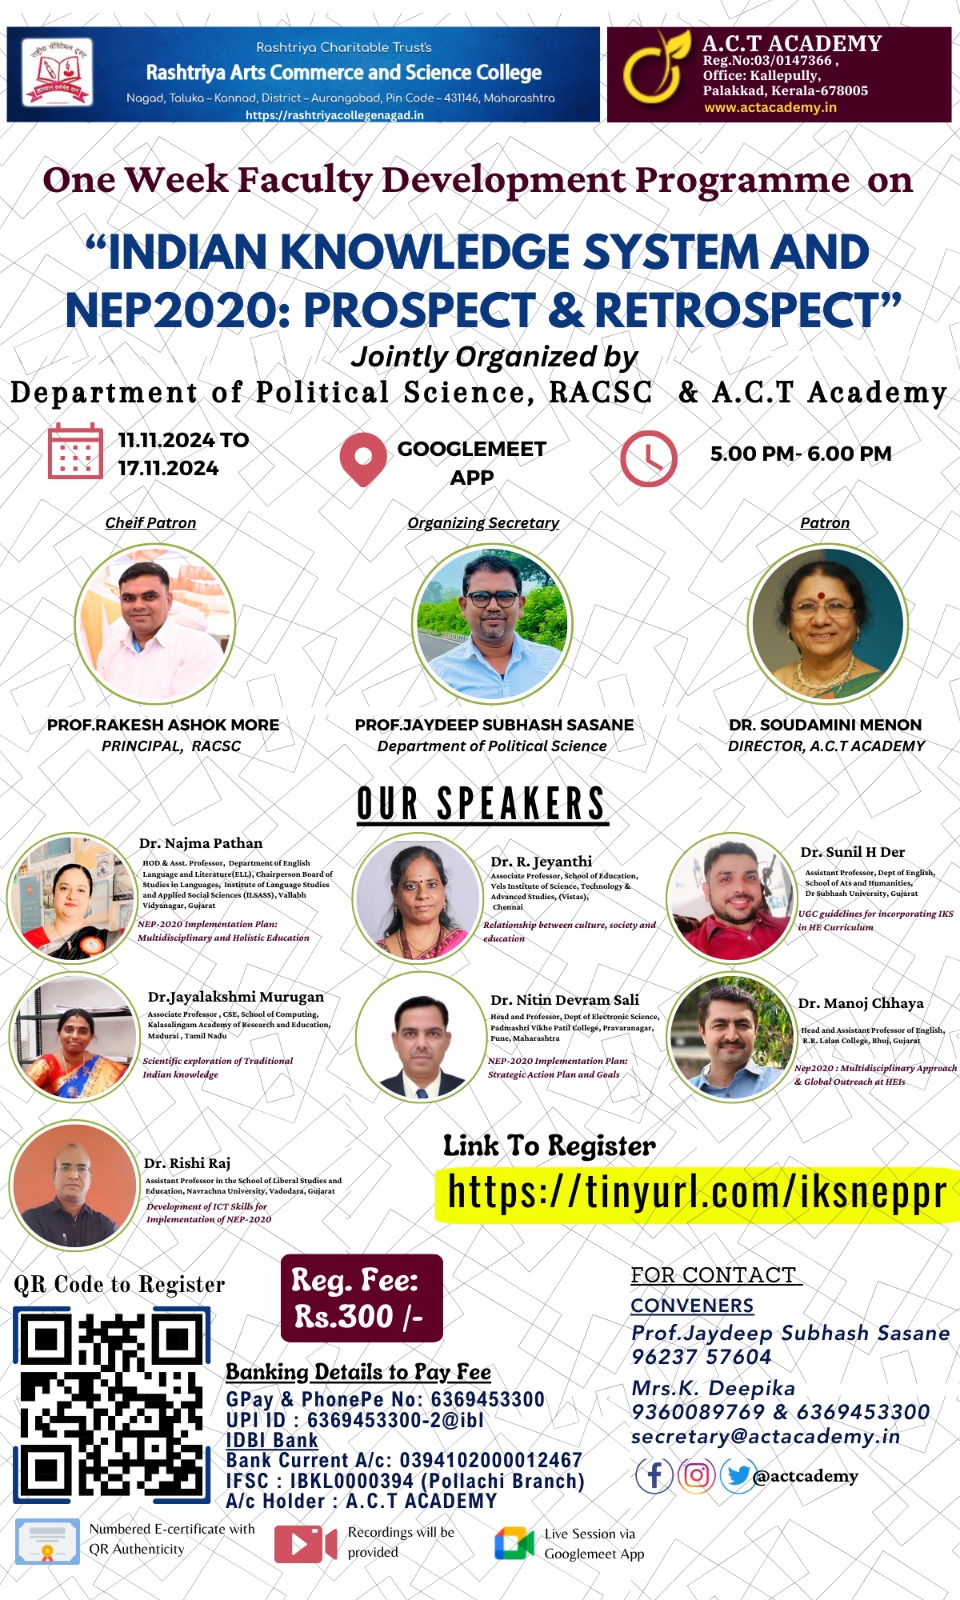 Rashtriya Charitable Trust's
Rashtriya Arts Commerce and Science College
Nagad, Taluka – Kannad, District – Aurangabad, Pin Code – 431146, Maharashtra
https://rashtriyacollegenagad.in
A.C.T ACADEMY
Reg.No:03/0147366 ,
Office: Kallepully,
Palakkad, Kerala-678005
www.actacademy.in
One Week Faculty Development Programme on
“INDIAN KNOWLEDGE SYSTEM AND
NEP2020: PROSPECT & RETROSPECT”
Jointly Organized by
Department of Political Science, RACSC & A.C.T Academy
11.11.2024 TO
17.11.2024
GOOGLEMEET
APP
5.00 PM- 6.00 PM
Cheif Patron
Organizing Secretary
Patron
PROF.RAKESH ASHOK MORE
PRINCIPAL, RACSC
PROF.JAYDEEP SUBHASH SASANE
Department of Political Science
DR. SOUDAMINI MENON
DIRECTOR, A.C.T ACADEMY
OUR SPEAKERS
Dr. Najma Pathan
HOD & Asst. Professor, Department of English
Language and Literature(ELL), Chairperson Board of
Studies in Languages, Institute of Language Studies
and Applied Social Sciences (ILSASS), Vallabh
Vidyanagar, Gujarat
NEP-2020 Implementation Plan:
Multidisciplinary and Holistic Education
Dr. R. Jeyanthi
Associate Professor, School of Education,
Vels Institute of Science, Technology &
Advanced Studies, (Vistas),
Chennai
Relationship between culture, society and
education
Dr. Sunil H Der
Assistant Professor, Dept of English,
School of Ats and Humanities,
Dr Subhash University, Gujarat
UGC guidelines for incorporating IKS
in HE Curriculum
Dr.Jayalakshmi Murugan
Associate Professor , CSE, School of Computing,
Kalasalingam Academy of Research and Education,
Madurai , Tamil Nadu
Scientific exploration of Traditional
Indian knowledge
Dr. Nitin Devram Sali
Head and Professor, Dept of Electronic Science,
Padmashri Vikhe Patil College, Pravaranagar,
Pune, Maharashtra
NEP-2020 Implementation Plan:
Strategic Action Plan and Goals
Dr. Manoj Chhaya
Head and Assistant Professor of English,
R.R. Lalan College, Bhuj, Gujarat
Nep2020 : Multidisciplinary Approach
& Global Outreach at HEIs
Dr. Rishi Raj
Assistant Professor in the School of Liberal Studies and
Education, Navrachna University, Vadodara, Gujarat
Development of ICT Skills for
Implementation of NEP-2020
Link To Register
https://tinyurl.com/iksneppr
QR Code to Register
Reg. Fee:
Rs.300 /-
Banking Details to Pay Fee
GPay & PhonePe No: 6369453300
UPI ID : 6369453300-2@ibl
IDBI Bank
Bank Current A/c: 0394102000012467
IFSC : IBKL0000394 (Pollachi Branch)
A/c Holder : A.C.T ACADEMY
FOR CONTACT
CONVENERS
Prof.Jaydeep Subhash Sasane
96237 57604
Mrs.K. Deepika
9360089769 & 6369453300
secretary@actacademy.in
@actcademy
Numbered E-certificate with
QR Authenticity
Recordings will be
provided
Live Session via
Googlemeet App